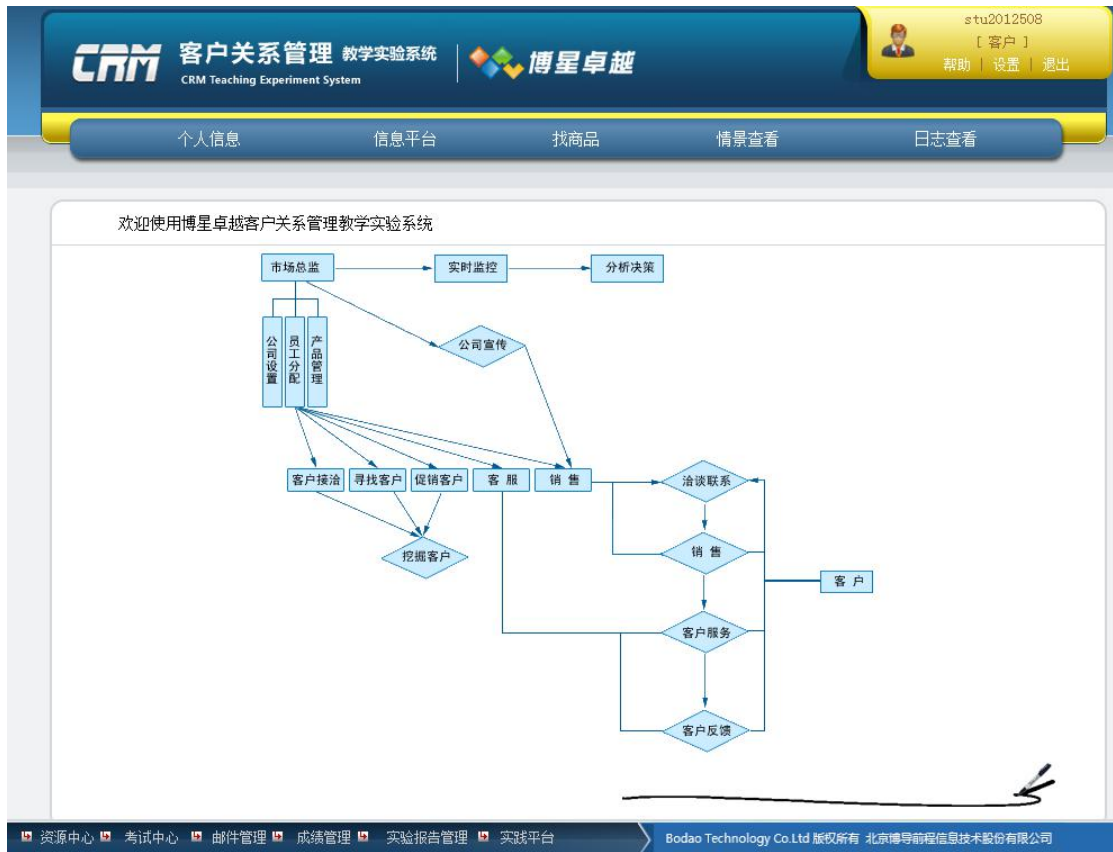 stu2012508
[ 客户 ]
帮助 | 设置 | 退出
CRM 客户关系管理 教学实验系统 博星卓越
CRM Teaching Experiment System
个人信息 信息平台 找商品 情景查看 日志查看
欢迎使用博星卓越客户关系管理教学实验系统
市场总监 实时监控 分析决策
公司设置 员工分配 产品管理
公司宣传
客户接洽 寻找客户 促销客户 客 服 销 售 洽谈联系
挖掘客户 销 售
客 户
客户服务
客户反馈
资源中心 考试中心 邮件管理 成绩管理 实验报告管理 实践平台 Bodao Technology Co.Ltd 版权所有 北京博导前程信息技术股份有限公司